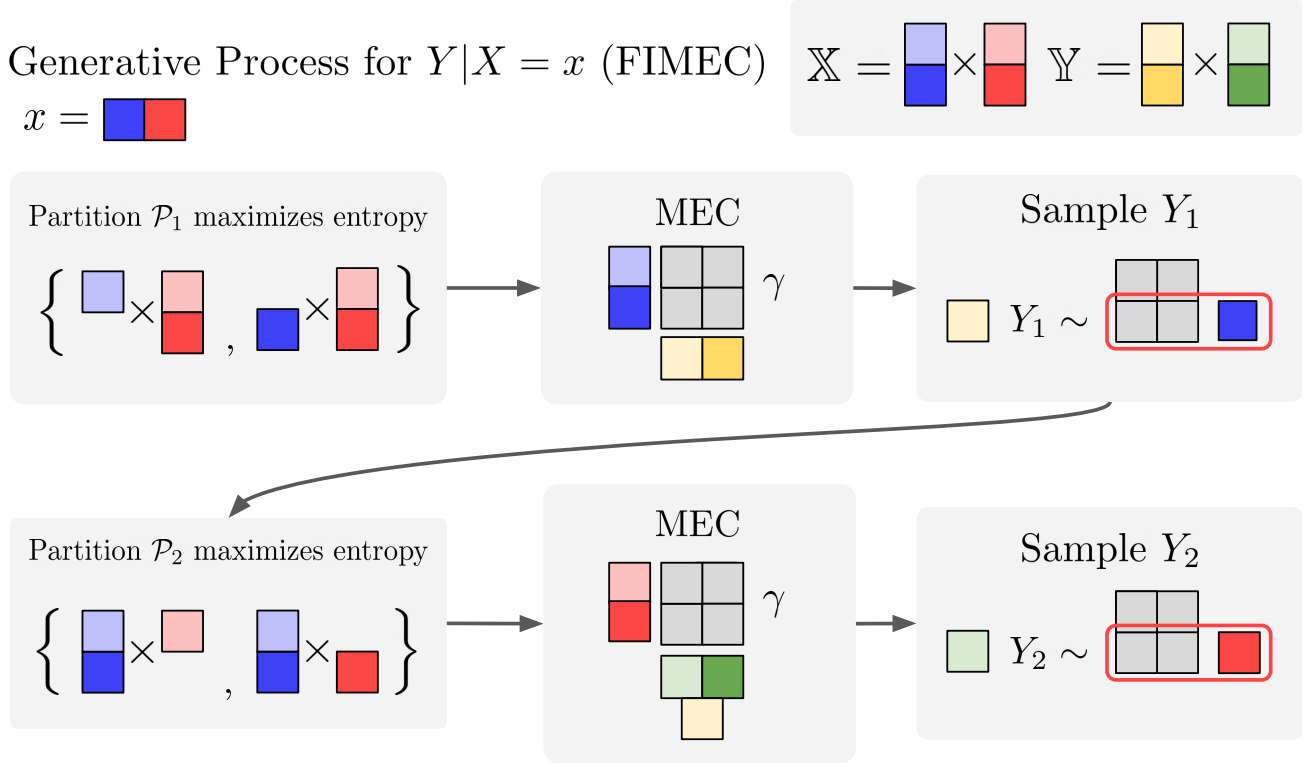 Generative Process for Y|X = x (FIMEC)
x =
𝕏 = × 𝕐 = ×
Partition 𝒫₁ maximizes entropy
{ × , × }
MEC
γ
Sample Y₁
Y₁ ∼
Partition 𝒫₂ maximizes entropy
{ × , × }
MEC
γ
Sample Y₂
Y₂ ∼